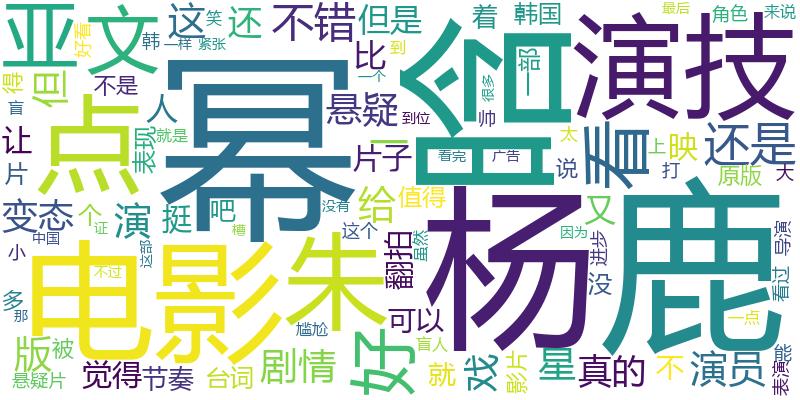 亚文
这
笑
还
不错
但是
着
韩国
最后
角色
来说
好看
韩
一样
紧张
比
到
一个
一部
很多
帅
演技
得
但
不是
人
幂
悬疑
到位
晗
看
还是
盲
点
表现
就是
让
片
片子
一
看完
广告
太
说
映
上
打
原版
大
变态
个
证
演
挺
吧
没有
给
值得
杨
鹿
又
因为
进步
没
导演
看过
小
中国
这部
槽
这个
翻拍
虽然
电影
不过
朱
多
那
尴尬
可以
一点
版
被
悬疑片
觉得
节奏
台词
剧情
好
盲人
就
戏
影片
星
真的
不
演员
表演
能